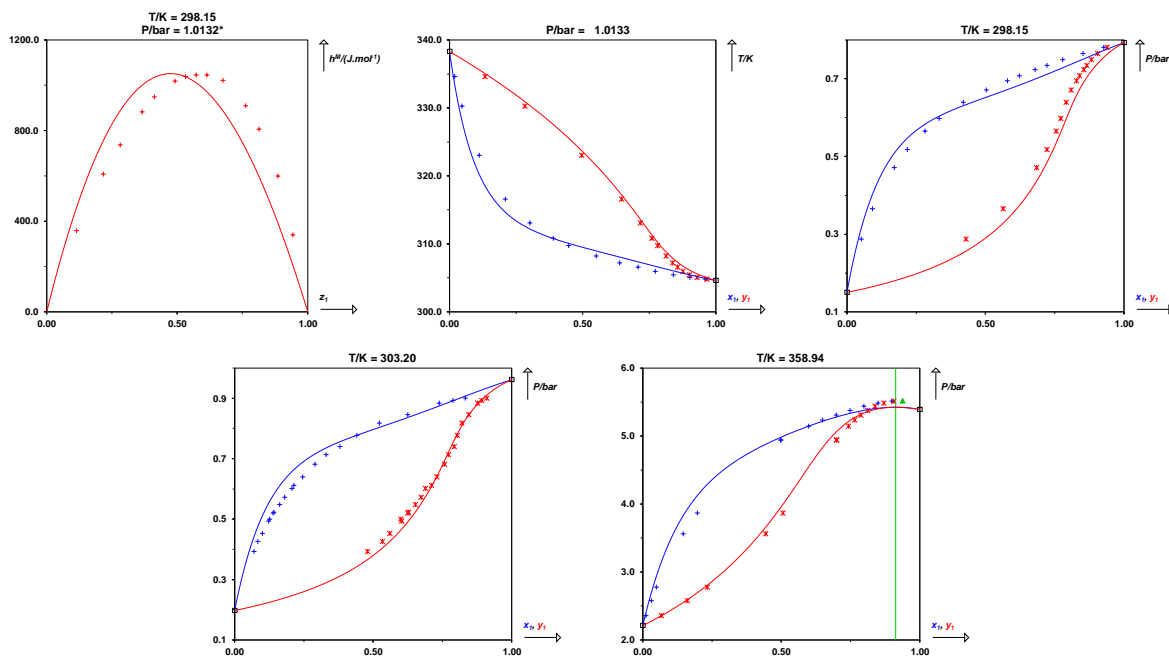 T/K = 298.15
P/bar = 1.0132*
1200.0
800.0
400.0
0.0
0.00
0.50
1.00
hᴹ/(J.mol⁻¹)
z₁
P/bar = 1.0133
340.0
330.0
320.0
310.0
300.0
0.00
0.50
1.00
T/K
x₁, y₁
T/K = 298.15
0.7
0.5
0.3
0.1
0.00
0.50
1.00
P/bar
x₁, y₁
T/K = 303.20
0.9
0.7
0.5
0.3
0.1
0.00
0.50
1.00
P/bar
x₁, y₁
T/K = 358.94
6.0
5.0
4.0
3.0
2.0
0.00
0.50
1.00
P/bar
x₁, y₁